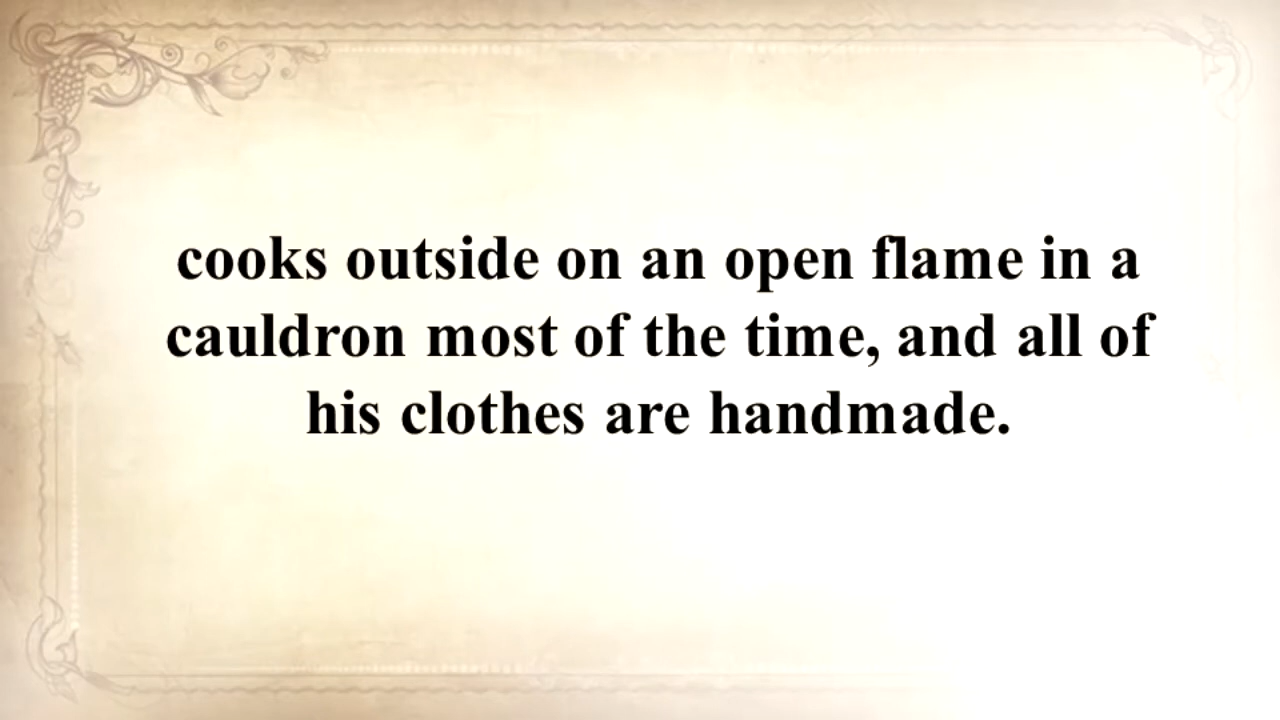 cooks outside on an open flame in a
cauldron most of the time, and all of
his clothes are handmade.